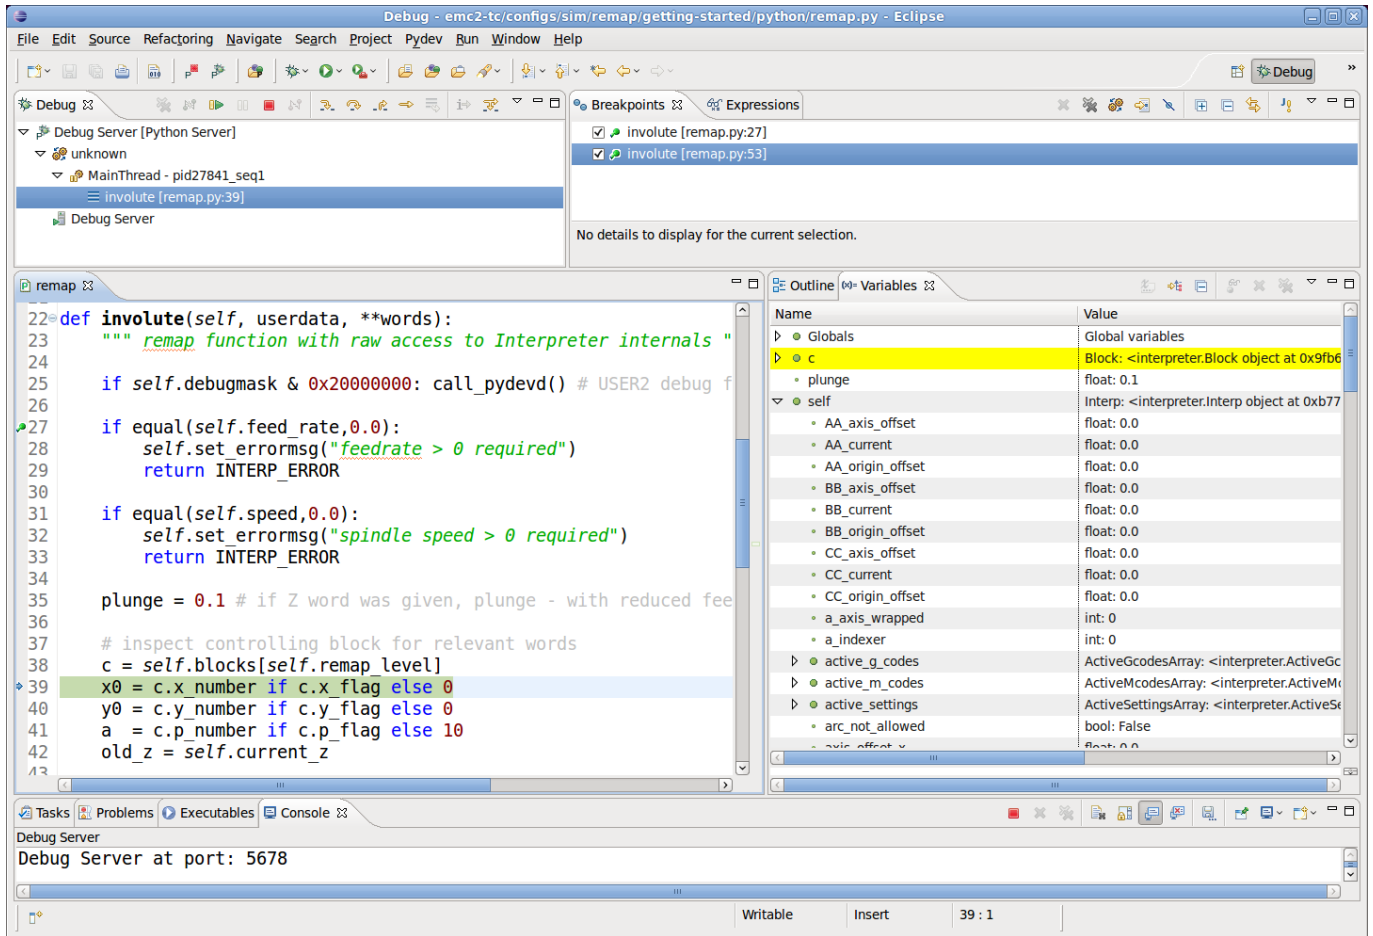 Debug - emc2-tc/configs/sim/remap/getting-started/python/remap.py - Eclipse
File Edit Source Refactoring Navigate Search Project Pydev Run Window Help
Debug »
Debug
Debug Server [Python Server]
unknown
MainThread - pid27841_seq1
involute [remap.py:39]
Debug Server
Breakpoints Expressions
involute [remap.py:27]
involute [remap.py:53]
No details to display for the current selection.
remap
22 def involute(self, userdata, **words):
23 """ remap function with raw access to Interpreter internals "
24
25 if self.debugmask & 0x20000000: call_pydevd() # USER2 debug f
26
27 if equal(self.feed_rate,0.0):
28 self.set_errormsg("feedrate > 0 required")
29 return INTERP_ERROR
30
31 if equal(self.speed,0.0):
32 self.set_errormsg("spindle speed > 0 required")
33 return INTERP_ERROR
34
35 plunge = 0.1 # if Z word was given, plunge - with reduced fee
36
37 # inspect controlling block for relevant words
38 c = self.blocks[self.remap_level]
39 x0 = c.x_number if c.x_flag else 0
40 y0 = c.y_number if c.y_flag else 0
41 a  = c.p_number if c.p_flag else 10
42 old_z = self.current_z
43
Outline Variables
Name Value
Globals Global variables
c Block: <interpreter.Block object at 0x9fb6
plunge float: 0.1
self Interp: <interpreter.Interp object at 0xb77
AA_axis_offset float: 0.0
AA_current float: 0.0
AA_origin_offset float: 0.0
BB_axis_offset float: 0.0
BB_current float: 0.0
BB_origin_offset float: 0.0
CC_axis_offset float: 0.0
CC_current float: 0.0
CC_origin_offset float: 0.0
a_axis_wrapped int: 0
a_indexer int: 0
active_g_codes ActiveGcodesArray: <interpreter.ActiveGc
active_m_codes ActiveMcodesArray: <interpreter.ActiveMc
active_settings ActiveSettingsArray: <interpreter.ActiveSe
arc_not_allowed bool: False
axis_offset_x float: 0.0
Tasks Problems Executables Console
Debug Server
Debug Server at port: 5678
Writable Insert 39 : 1